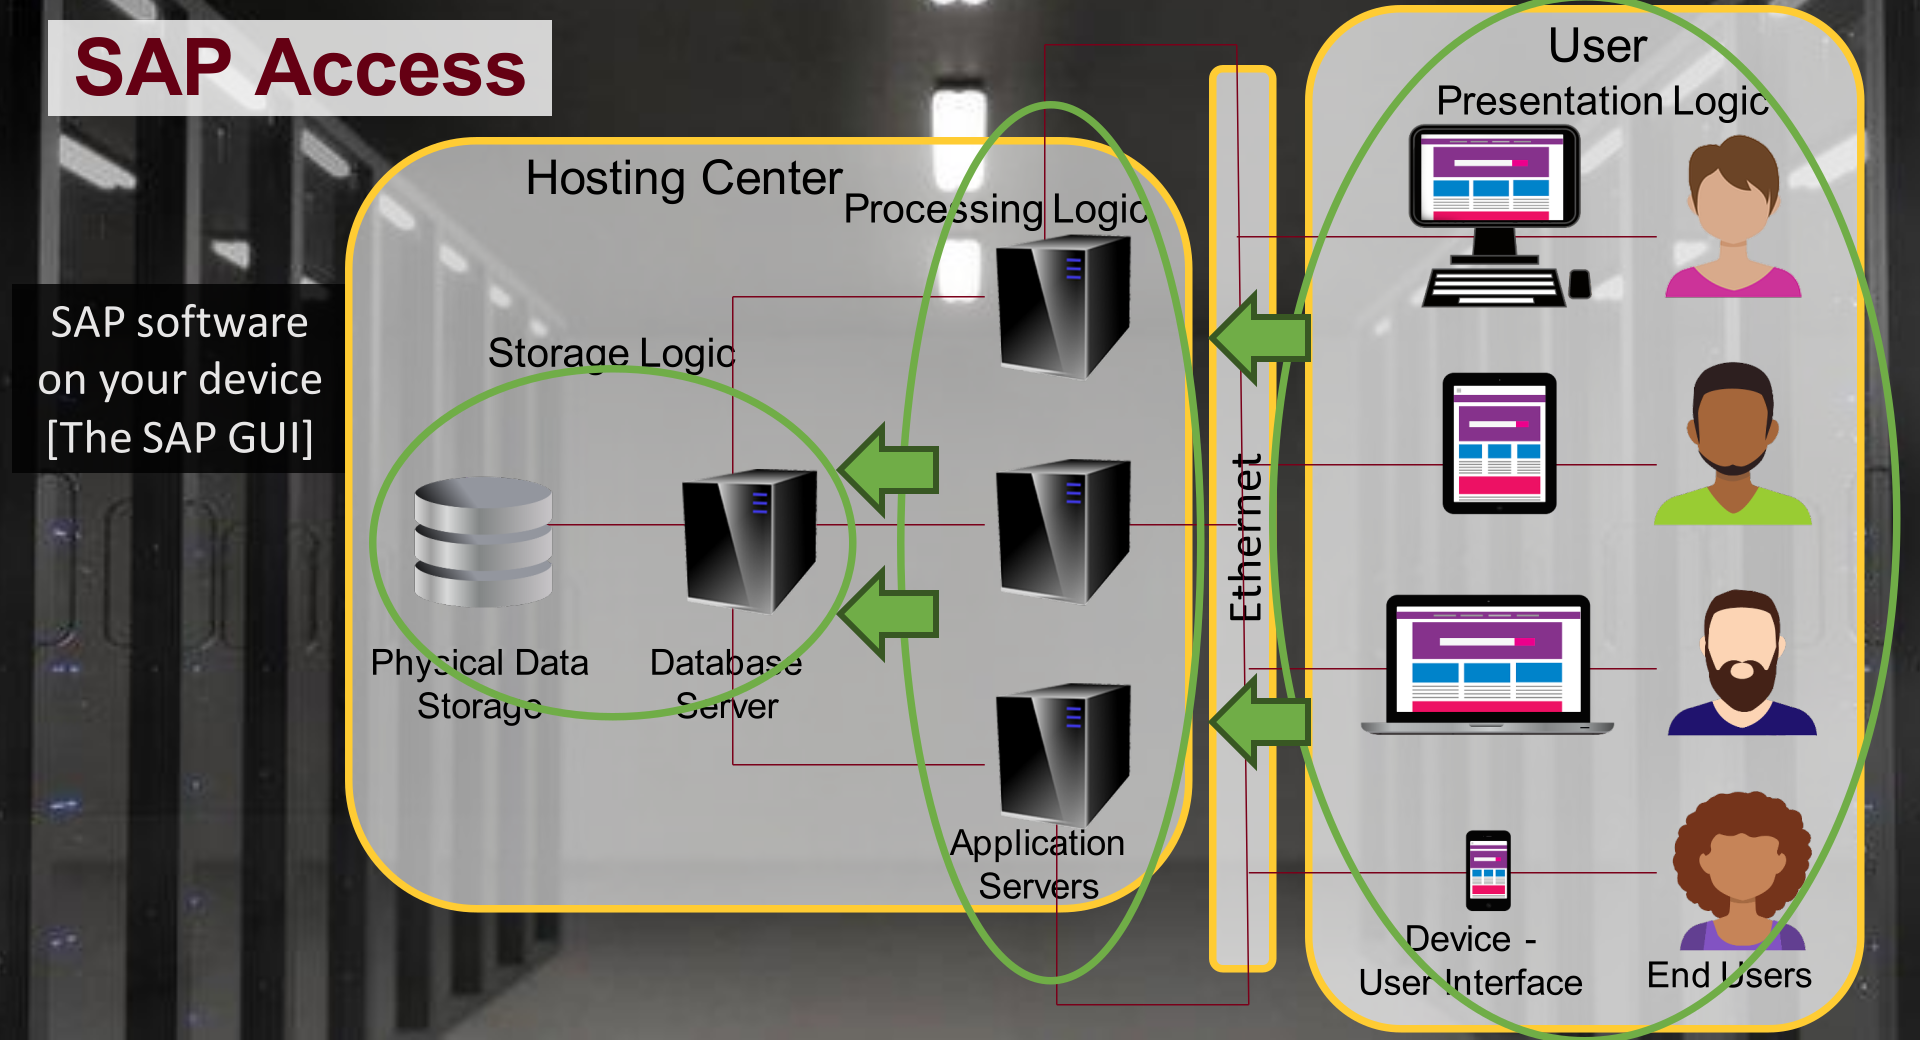 SAP Access
SAP software
on your device
[The SAP GUI]
Hosting Center
Processing Logic
Storage Logic
Physical Data
Storage
Database
Server
Application
Servers
Ethernet
User
Presentation Logic
Device -
User Interface
End Users